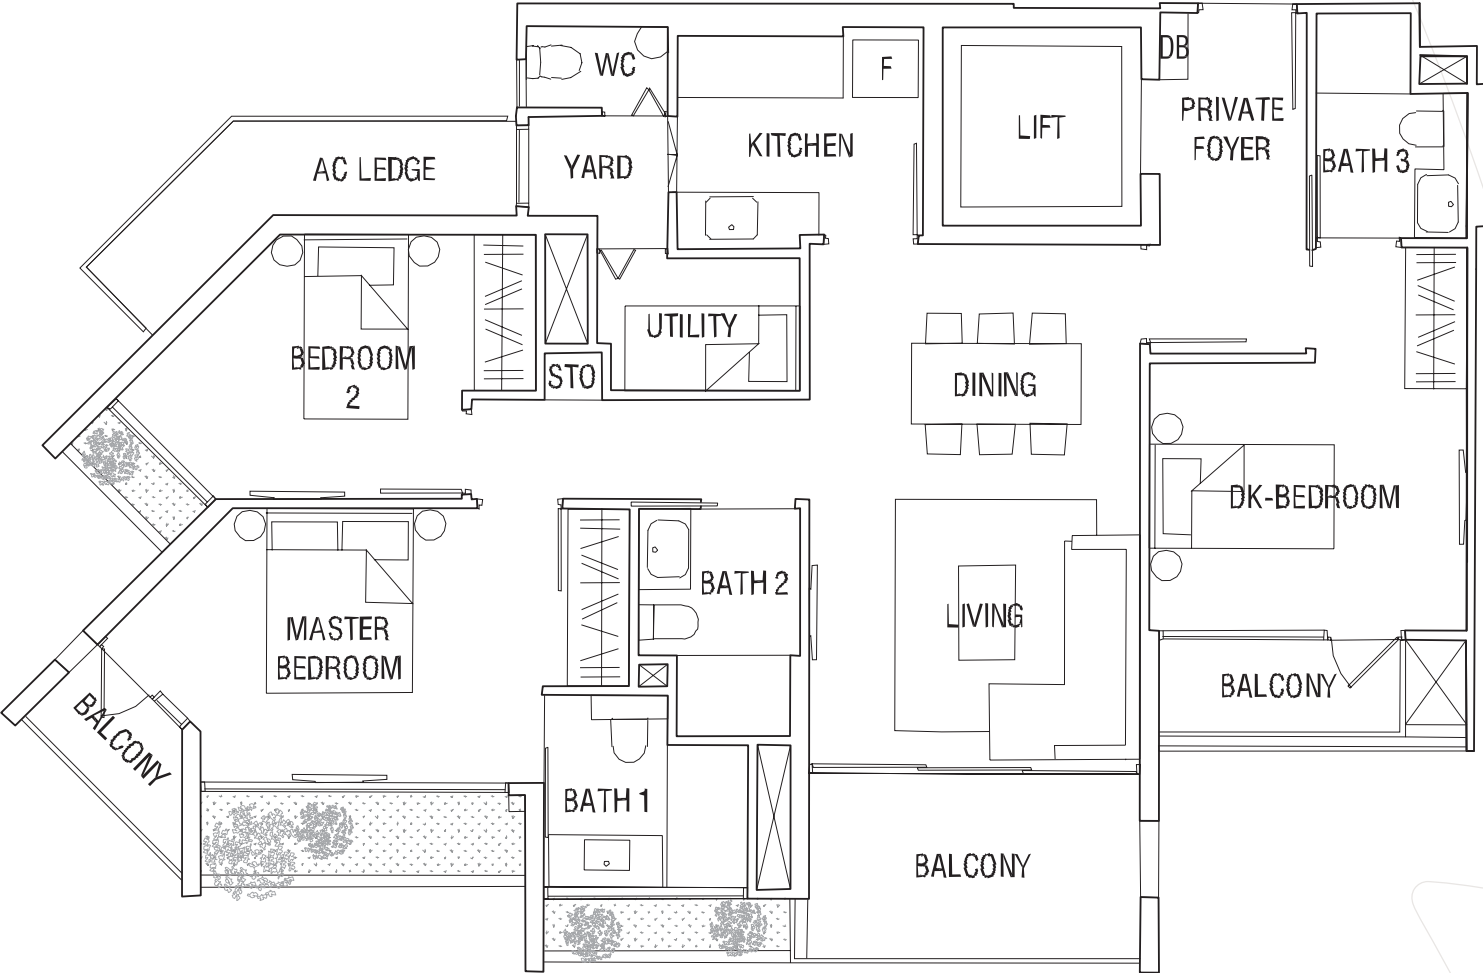 WC
F
DB
LIFT
PRIVATE
FOYER
KITCHEN
BATH 3
YARD
AC LEDGE
UTILITY
BEDROOM
2
STO
DINING
DK-BEDROOM
BATH 2
LIVING
MASTER
BEDROOM
BALCONY
BALCONY
BATH 1
BALCONY